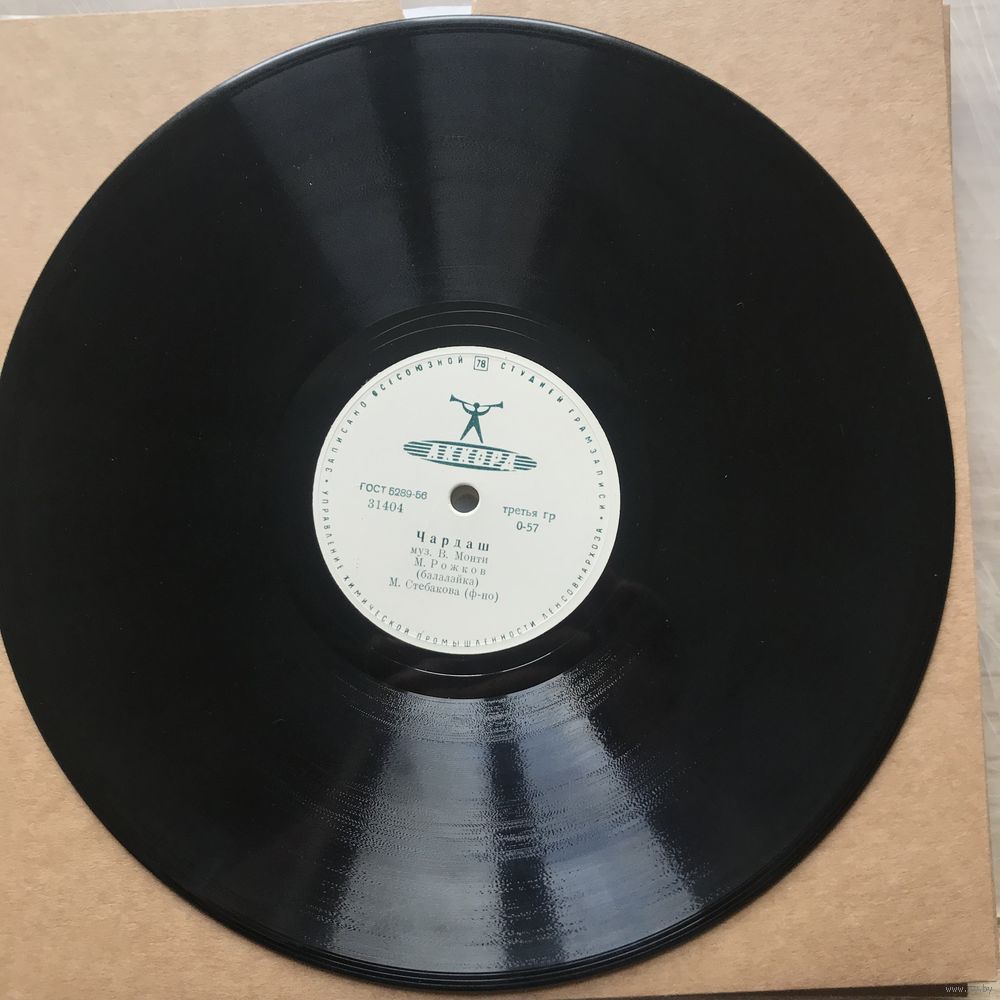 • ЗАПИСАНО ВСЕСОЮЗНОЙ 78 СТУДИЕЙ ГРАМЗАПИСИ •
АККОРД
ГОСТ 5289-56
31404
третья гр
0-57
Чардаш
муз. В. Монти
М. Рожков
(балалайка)
М. Стебакова (ф-но)
УПРАВЛЕНИЕ ХИМИЧЕСКОЙ ПРОМЫШЛЕННОСТИ ЛЕНСОВНАРХОЗА